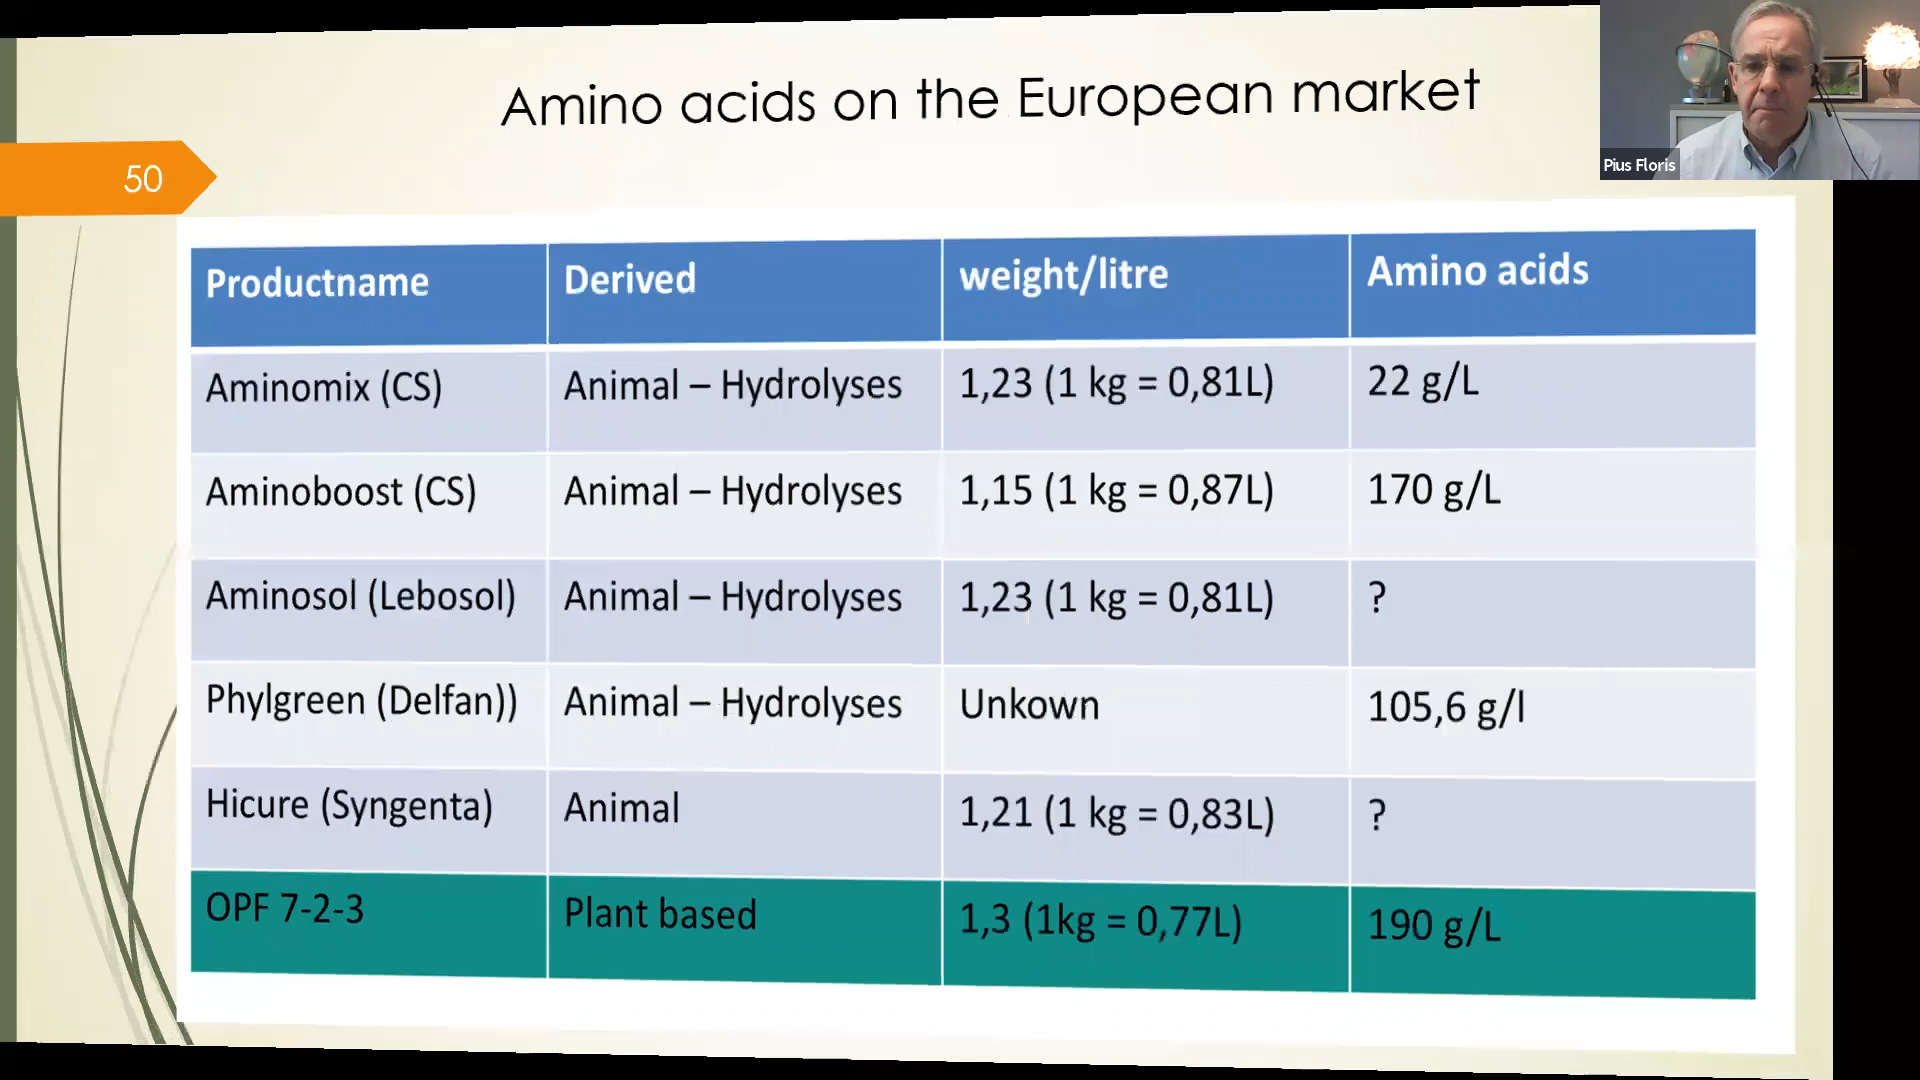 Amino acids on the European market
Pius Floris
50
Productname Derived weight/litre Amino acids
Aminomix (CS) Animal – Hydrolyses 1,23 (1 kg = 0,81L) 22 g/L
Aminoboost (CS) Animal – Hydrolyses 1,15 (1 kg = 0,87L) 170 g/L
Aminosol (Lebosol) Animal – Hydrolyses 1,23 (1 kg = 0,81L) ?
Phylgreen (Delfan)) Animal – Hydrolyses Unkown 105,6 g/l
Hicure (Syngenta) Animal 1,21 (1 kg = 0,83L) ?
OPF 7-2-3 Plant based 1,3 (1kg = 0,77L) 190 g/L